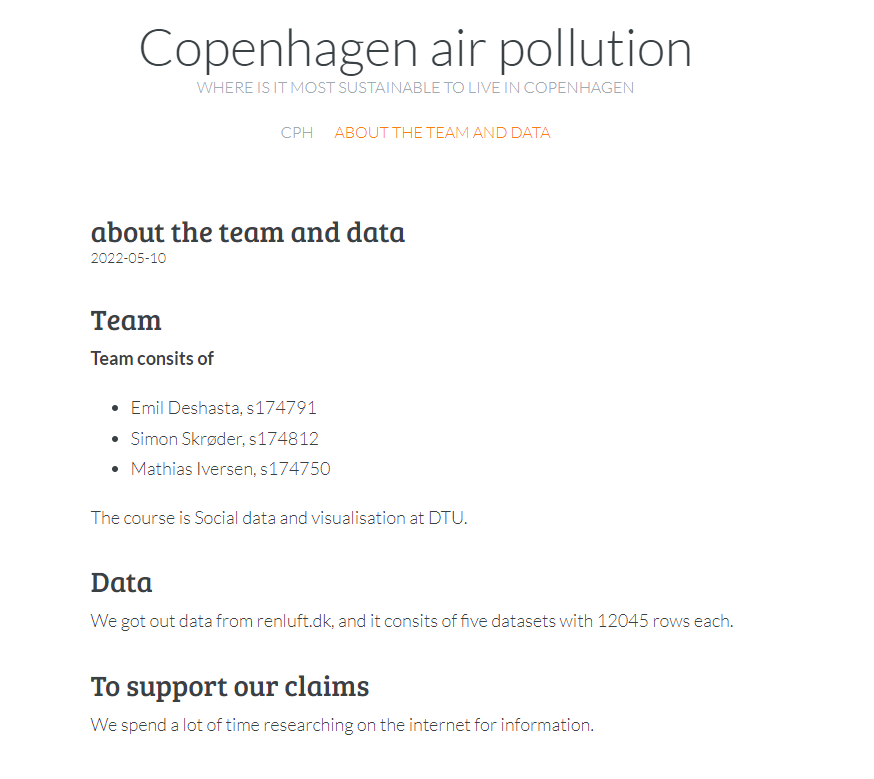 Copenhagen air pollution
WHERE IS IT MOST SUSTAINABLE TO LIVE IN COPENHAGEN
CPH ABOUT THE TEAM AND DATA
about the team and data
2022-05-10
Team
Team consits of
• Emil Deshasta, s174791
• Simon Skrøder, s174812
• Mathias Iversen, s174750
The course is Social data and visualisation at DTU.
Data
We got out data from renluft.dk, and it consits of five datasets with 12045 rows each.
To support our claims
We spend a lot of time researching on the internet for information.